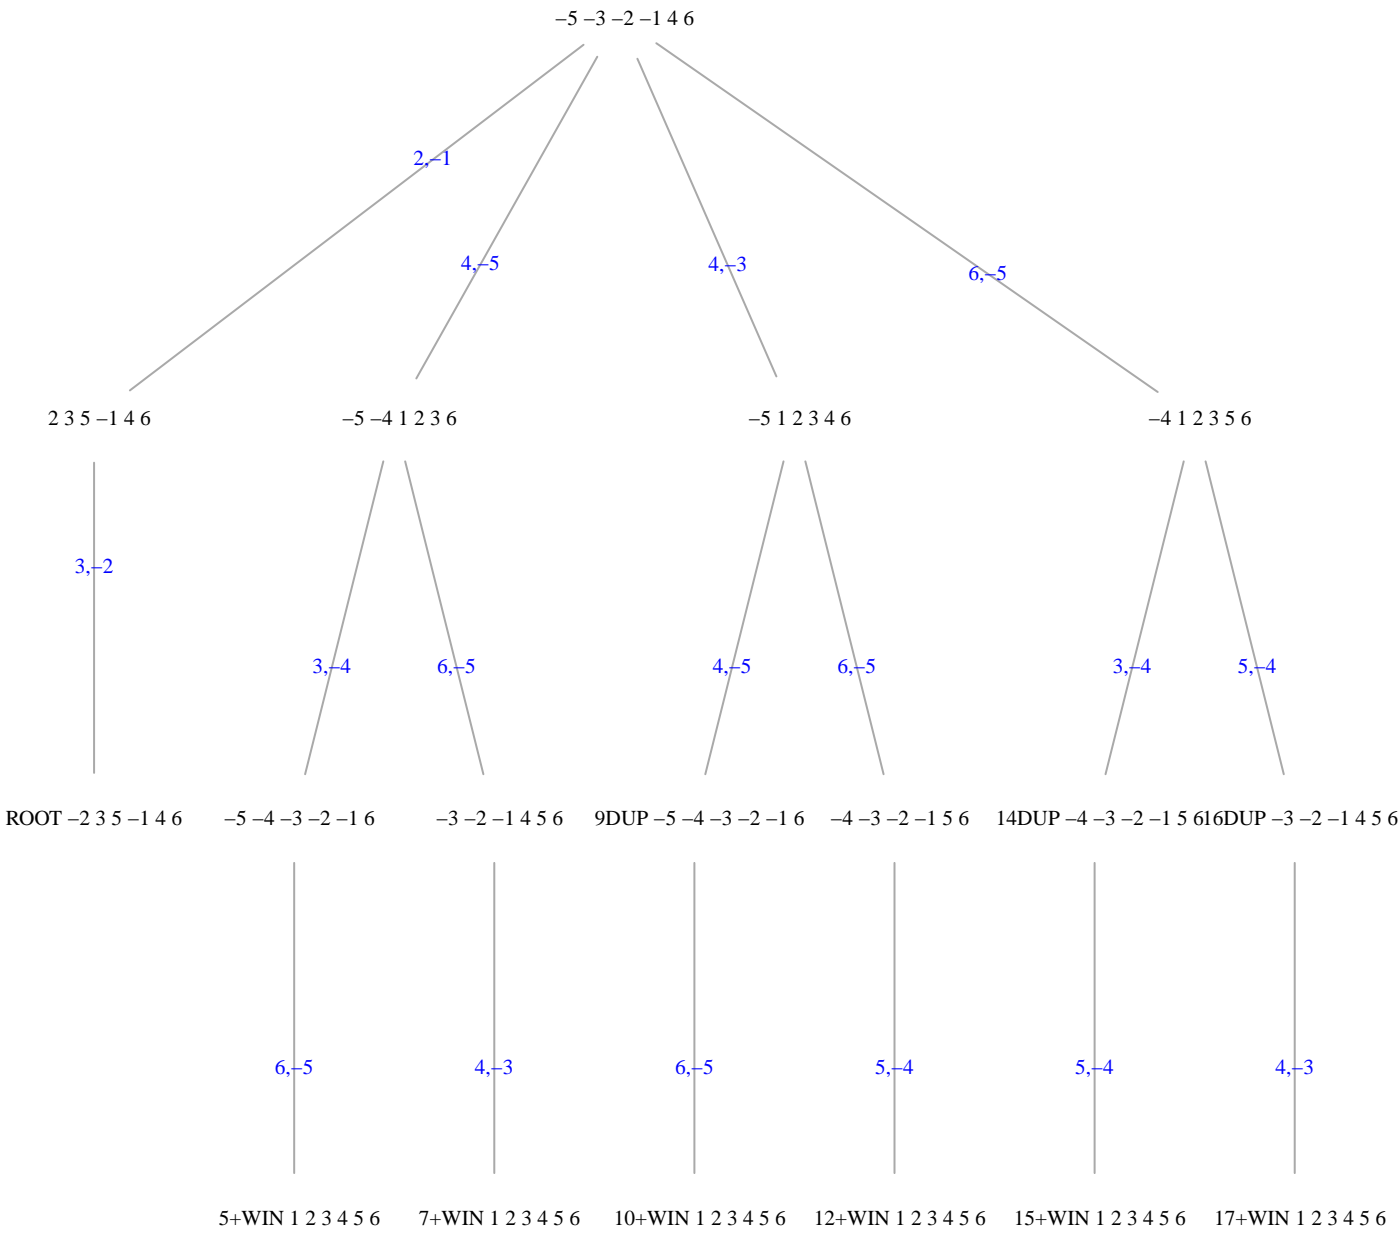 −5 −3 −2 −1 4 6
2,−1
4,−5
4,−3
6,−5
2 3 5 −1 4 6
−5 −4 1 2 3 6
−5 1 2 3 4 6
−4 1 2 3 5 6
3,−2
3,−4
6,−5
4,−5
6,−5
3,−4
5,−4
ROOT −2 3 5 −1 4 6
−5 −4 −3 −2 −1 6
−3 −2 −1 4 5 6
9DUP −5 −4 −3 −2 −1 6
−4 −3 −2 −1 5 6
14DUP −4 −3 −2 −1 5 6
16DUP −3 −2 −1 4 5 6
6,−5
4,−3
6,−5
5,−4
5,−4
4,−3
5+WIN 1 2 3 4 5 6
7+WIN 1 2 3 4 5 6
10+WIN 1 2 3 4 5 6
12+WIN 1 2 3 4 5 6
15+WIN 1 2 3 4 5 6
17+WIN 1 2 3 4 5 6